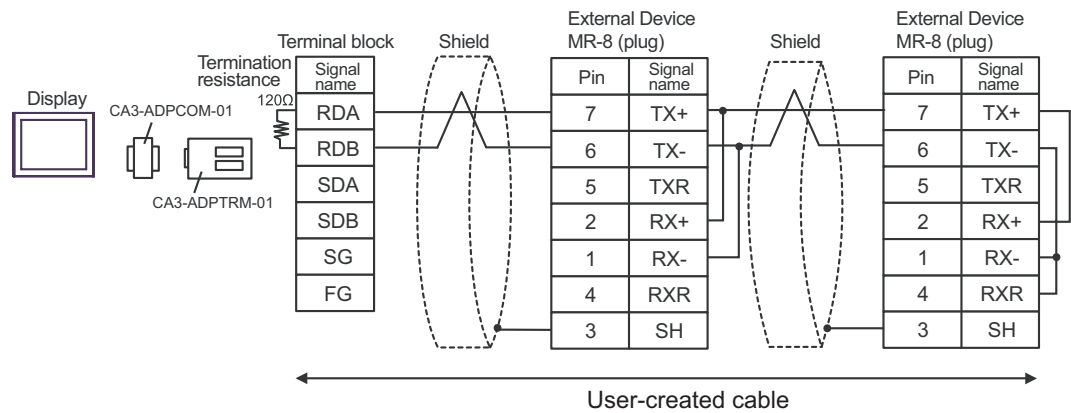 Display
CA3-ADPCOM-01
CA3-ADPTRM-01
Termination
resistance
120Ω
Terminal block
Signal
name
RDA
RDB
SDA
SDB
SG
FG
Shield
External Device
MR-8 (plug)
Pin
Signal
name
7 TX+
6 TX-
5 TXR
2 RX+
1 RX-
4 RXR
3 SH
Shield
External Device
MR-8 (plug)
Pin
Signal
name
7 TX+
6 TX-
5 TXR
2 RX+
1 RX-
4 RXR
3 SH
User-created cable